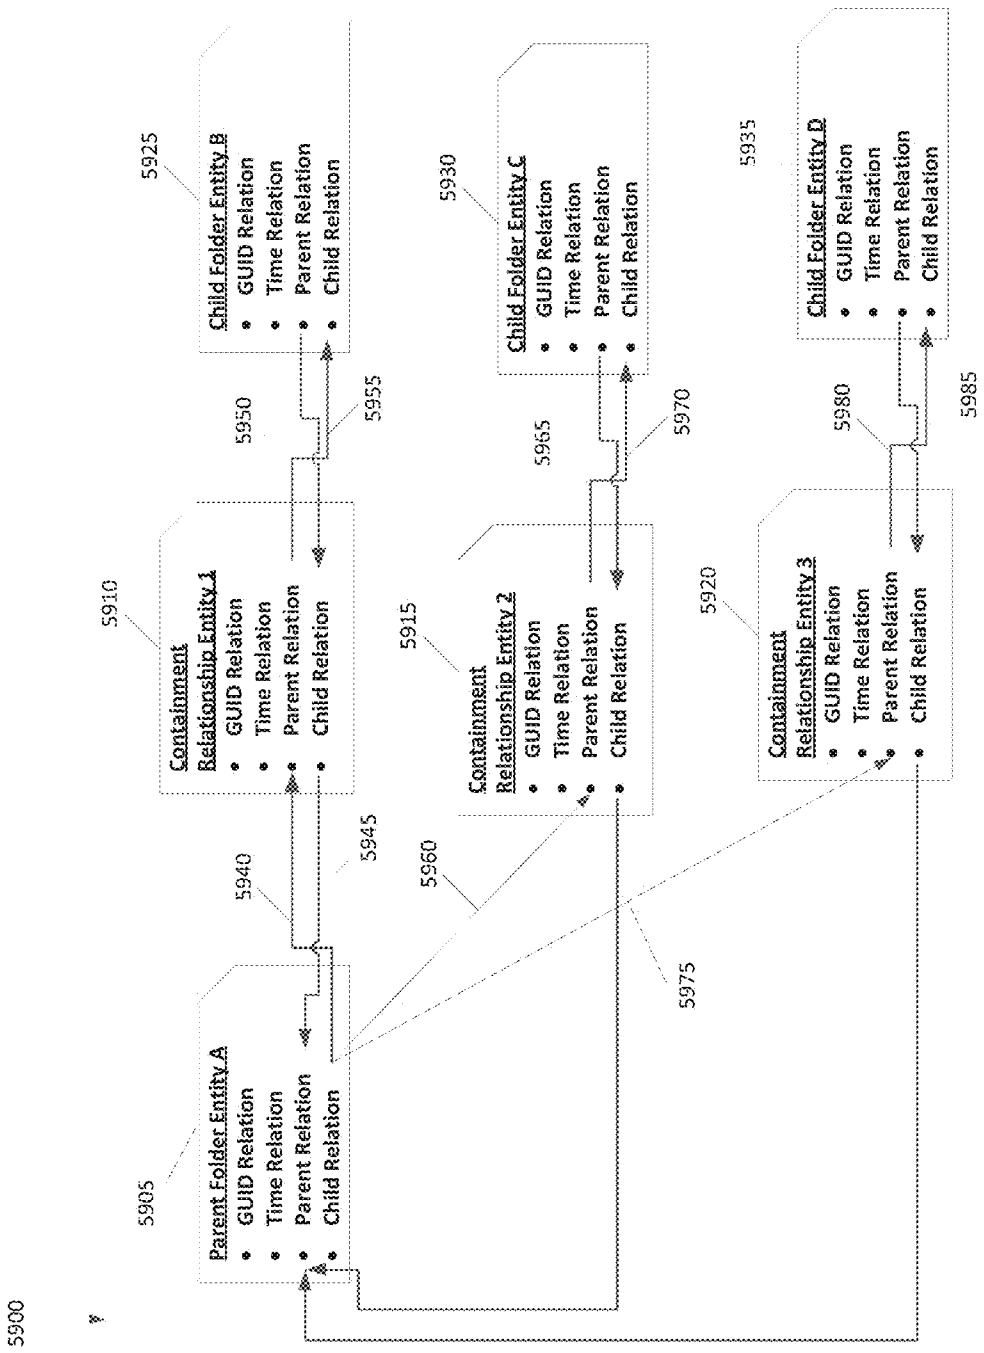 5900
5905
Parent Folder Entity A
• GUID Relation
• Time Relation
• Parent Relation
• Child Relation
5940
5945
5910
Containment
Relationship Entity 1
• GUID Relation
• Time Relation
• Parent Relation
• Child Relation
5950
5955
5925
Child Folder Entity B
• GUID Relation
• Time Relation
• Parent Relation
• Child Relation
5960
5915
Containment
Relationship Entity 2
• GUID Relation
• Time Relation
• Parent Relation
• Child Relation
5965
5970
5930
Child Folder Entity C
• GUID Relation
• Time Relation
• Parent Relation
• Child Relation
5975
5920
Containment
Relationship Entity 3
• GUID Relation
• Time Relation
• Parent Relation
• Child Relation
5980
5985
5935
Child Folder Entity D
• GUID Relation
• Time Relation
• Parent Relation
• Child Relation